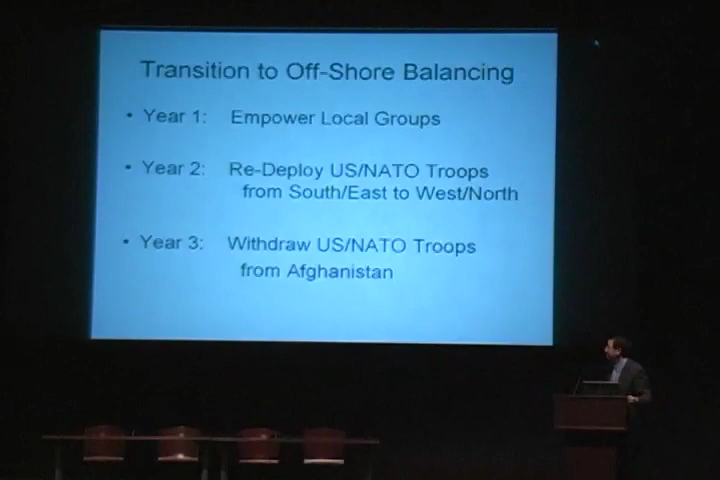 Transition to Off-Shore Balancing
• Year 1: Empower Local Groups
• Year 2: Re-Deploy US/NATO Troops
from South/East to West/North
• Year 3: Withdraw US/NATO Troops
from Afghanistan